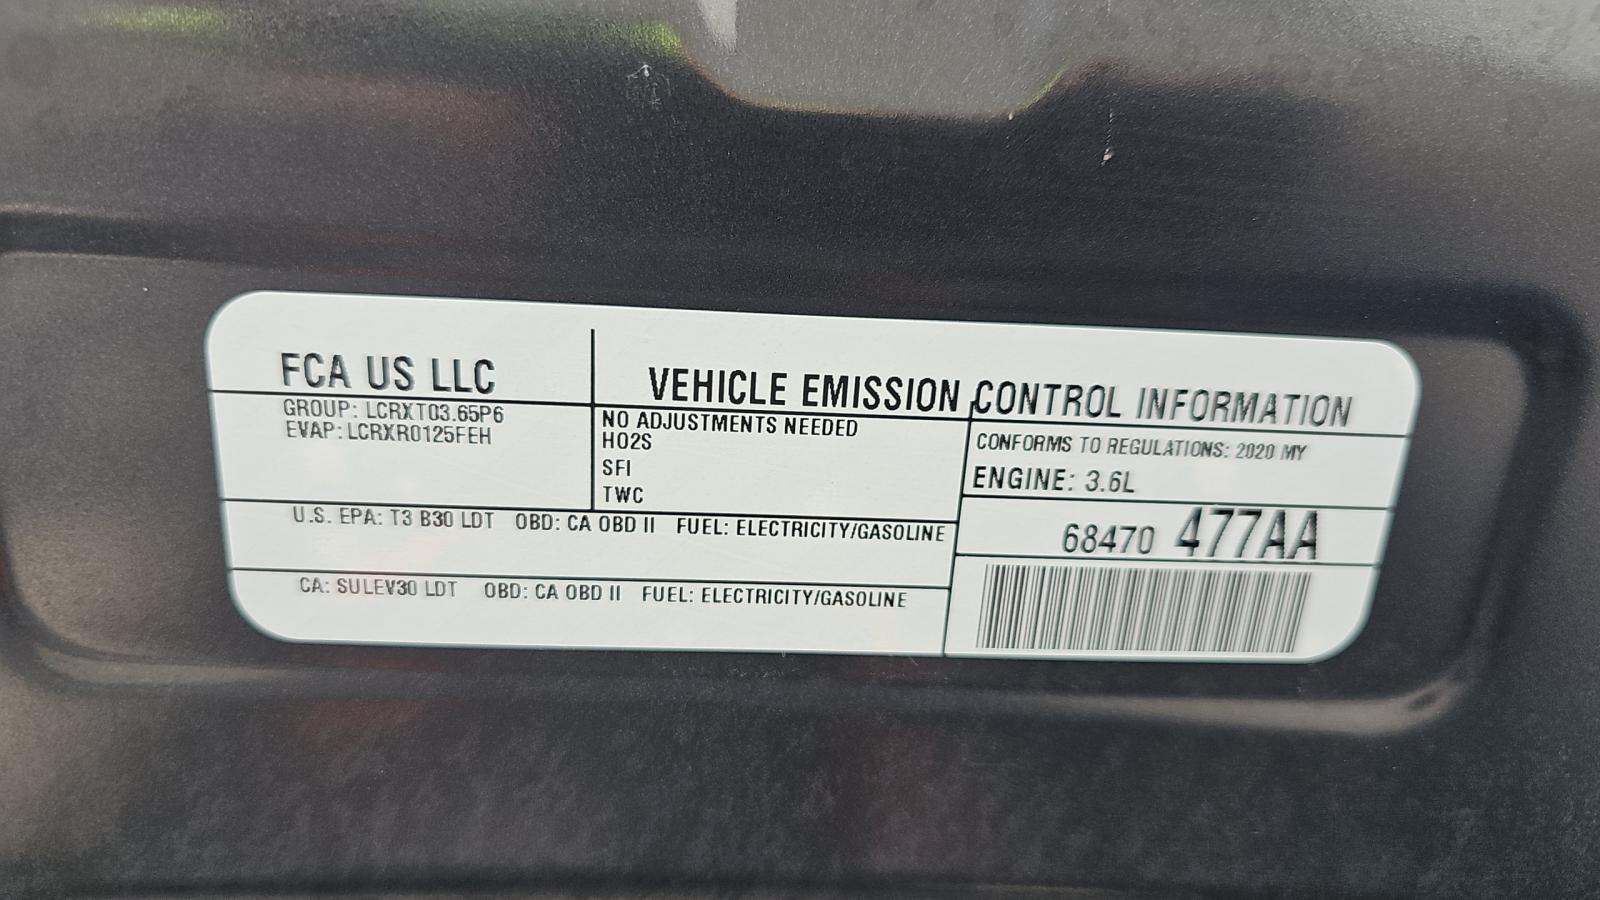 FCA US LLC
VEHICLE EMISSION CONTROL INFORMATION
GROUP: LCRXT03.65P6
EVAP: LCRXR0125FEH
NO ADJUSTMENTS NEEDED
HO2S
SFI
TWC
CONFORMS TO REGULATIONS: 2020 MY
ENGINE: 3.6L
U.S. EPA: T3 B30 LDT OBD: CA OBD II FUEL: ELECTRICITY/GASOLINE
68470 477AA
CA: SULEV30 LDT OBD: CA OBD II FUEL: ELECTRICITY/GASOLINE